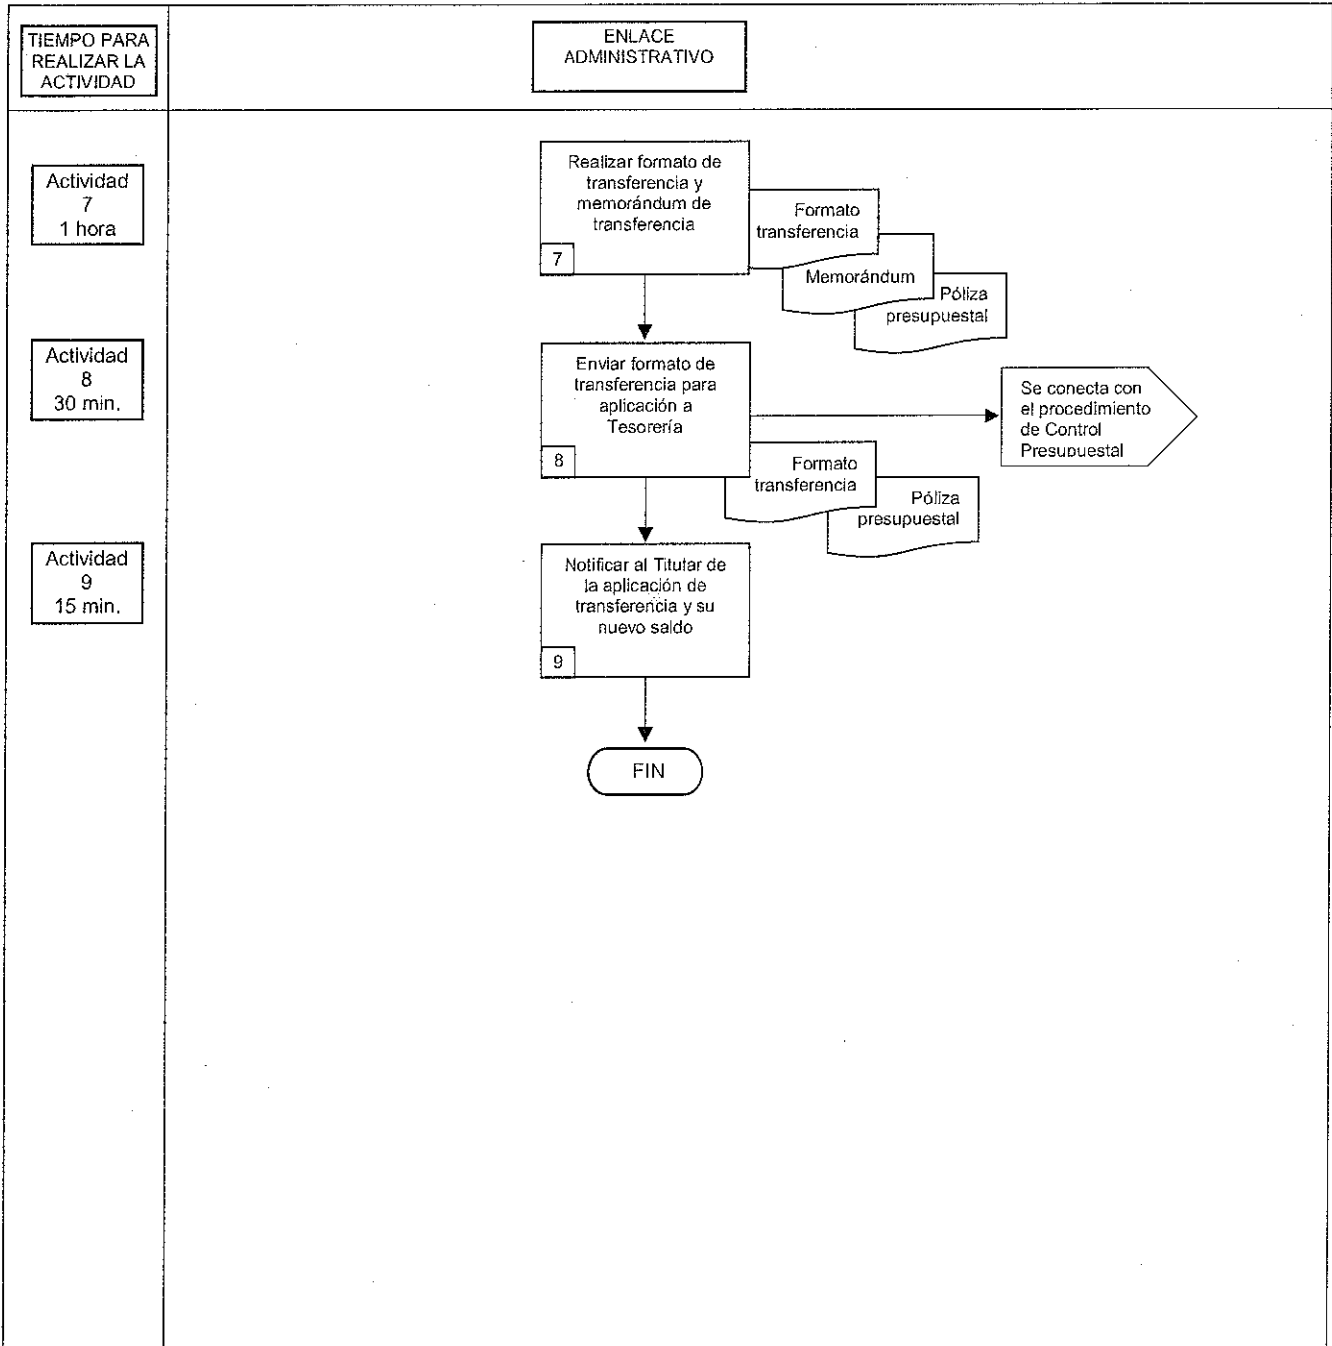 TIEMPO PARA
REALIZAR LA
ACTIVIDAD
ENLACE
ADMINISTRATIVO
Actividad
7
1 hora
Realizar formato de
transferencia y
memorándum de
transferencia
7
Formato
transferencia
Memorándum
Póliza
presupuestal
Actividad
8
30 min.
Enviar formato de
transferencia para
aplicación a
Tesorería
8
Se conecta con
el procedimiento
de Control
Presupuestal
Formato
transferencia
Póliza
presupuestal
Actividad
9
15 min.
Notificar al Titular de
la aplicación de
transferencia y su
nuevo saldo
9
FIN